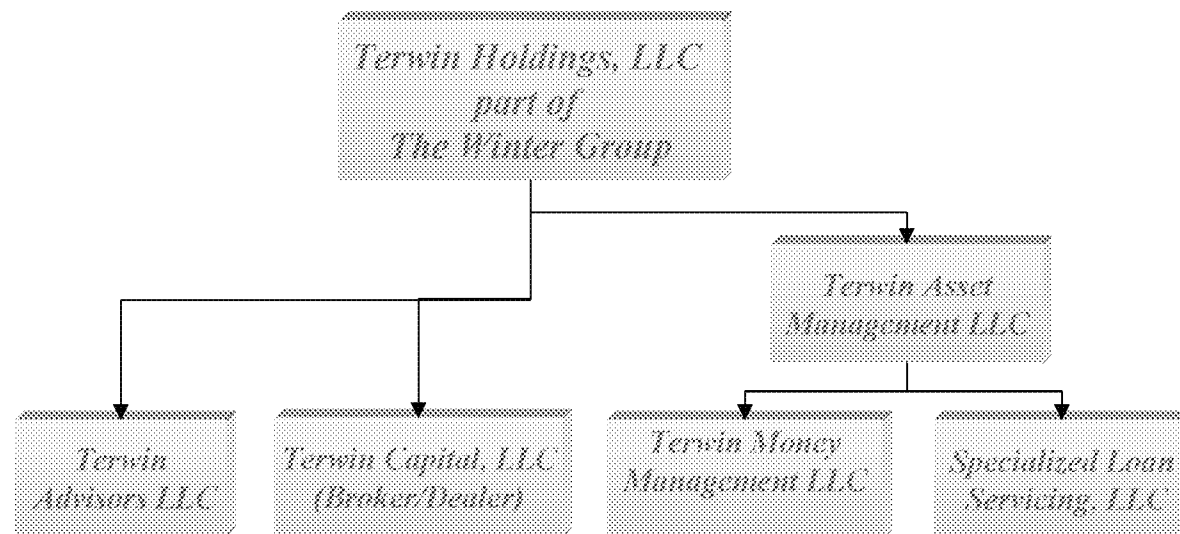 Terwin Holdings, LLC
part of
The Winter Group
Terwin Asset
Management LLC
Terwin
Advisors LLC
Terwin Capital, LLC
(Broker/Dealer)
Terwin Money
Management LLC
Specialized Loan
Servicing, LLC